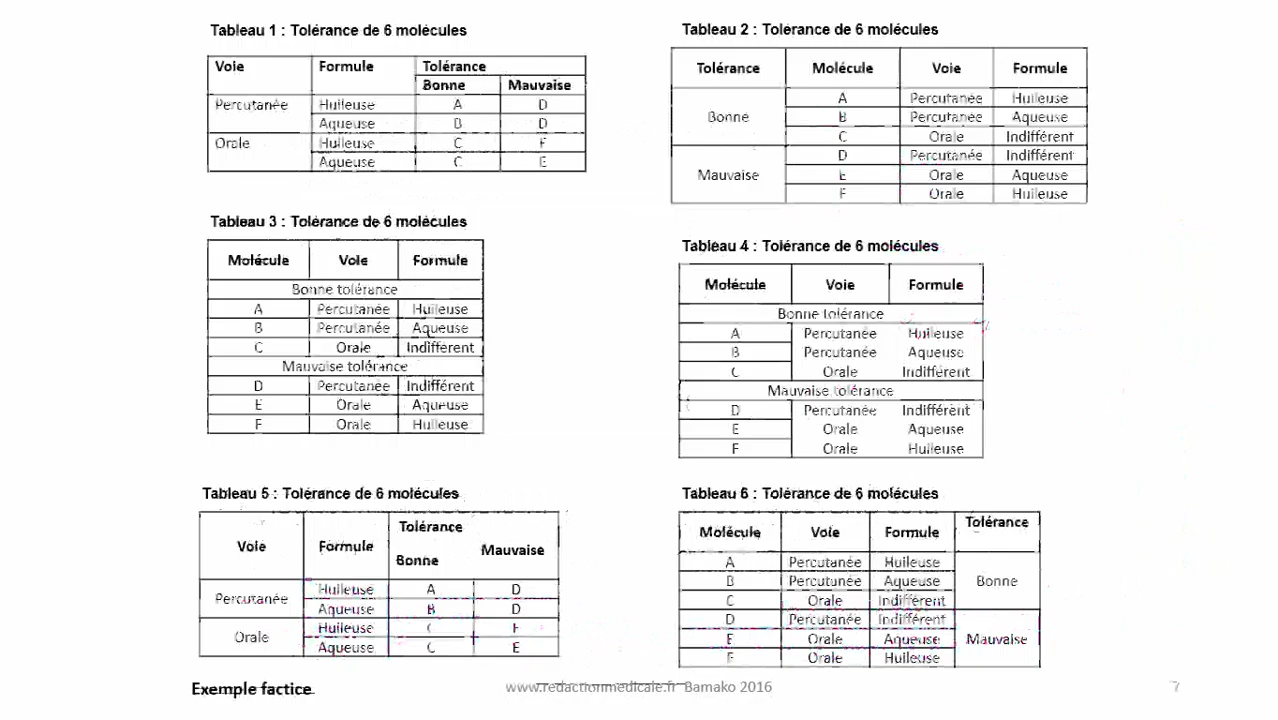 Tableau 1 : Tolérance de 6 molécules
Voie Formule Tolérance
Bonne Mauvaise
Percutanée Huileuse A D
Aqueuse B D
Orale Huileuse C F
Aqueuse C E
Tableau 2 : Tolérance de 6 molécules
Tolérance Molécule Voie Formule
Bonne
A Percutanée Huileuse
B Percutanée Aqueuse
C Orale Indifférent
Mauvaise
D Percutanée Indifférent
E Orale Aqueuse
F Orale Huileuse
Tableau 3 : Tolérance de 6 molécules
Molécule Voie Formule
Bonne tolérance
A Percutanée Huileuse
B Percutanée Aqueuse
C Orale Indifférent
Mauvaise tolérance
D Percutanée Indifférent
E Orale Aqueuse
F Orale Huileuse
Tableau 4 : Tolérance de 6 molécules
Molécule Voie Formule
Bonne tolérance
A Percutanée Huileuse
B Percutanée Aqueuse
C Orale Indifférent
Mauvaise tolérance
D Percutanée Indifférent
E Orale Aqueuse
F Orale Huileuse
Tableau 5 : Tolérance de 6 molécules
Voie Formule Tolérance
Bonne Mauvaise
Percutanée Huileuse A D
Aqueuse B D
Orale Huileuse C F
Aqueuse C E
Tableau 6 : Tolérance de 6 molécules
Molécule Voie Formule Tolérance
A Percutanée Huileuse
B Percutanée Aqueuse Bonne
C Orale Indifférent
D Percutanée Indifférent
E Orale Aqueuse Mauvaise
F Orale Huileuse
Exemple factice
www.redactionmedicale.fr Bamako 2016
7